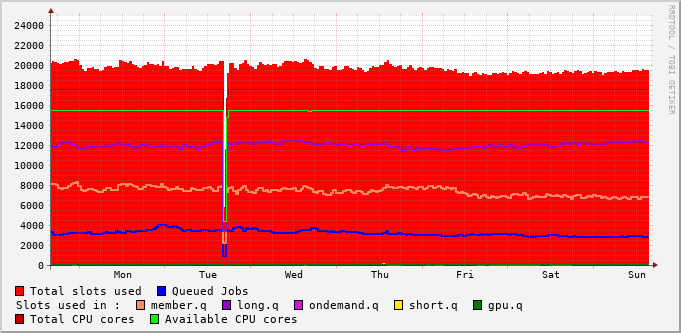 RRDTOOL / TOBI OETIKER
24000
22000
20000
18000
16000
14000
12000
10000
8000
6000
4000
2000
0
Mon Tue Wed Thu Fri Sat Sun
Total slots used Queued Jobs
Slots used in : member.q long.q ondemand.q short.q gpu.q
Total CPU cores Available CPU cores